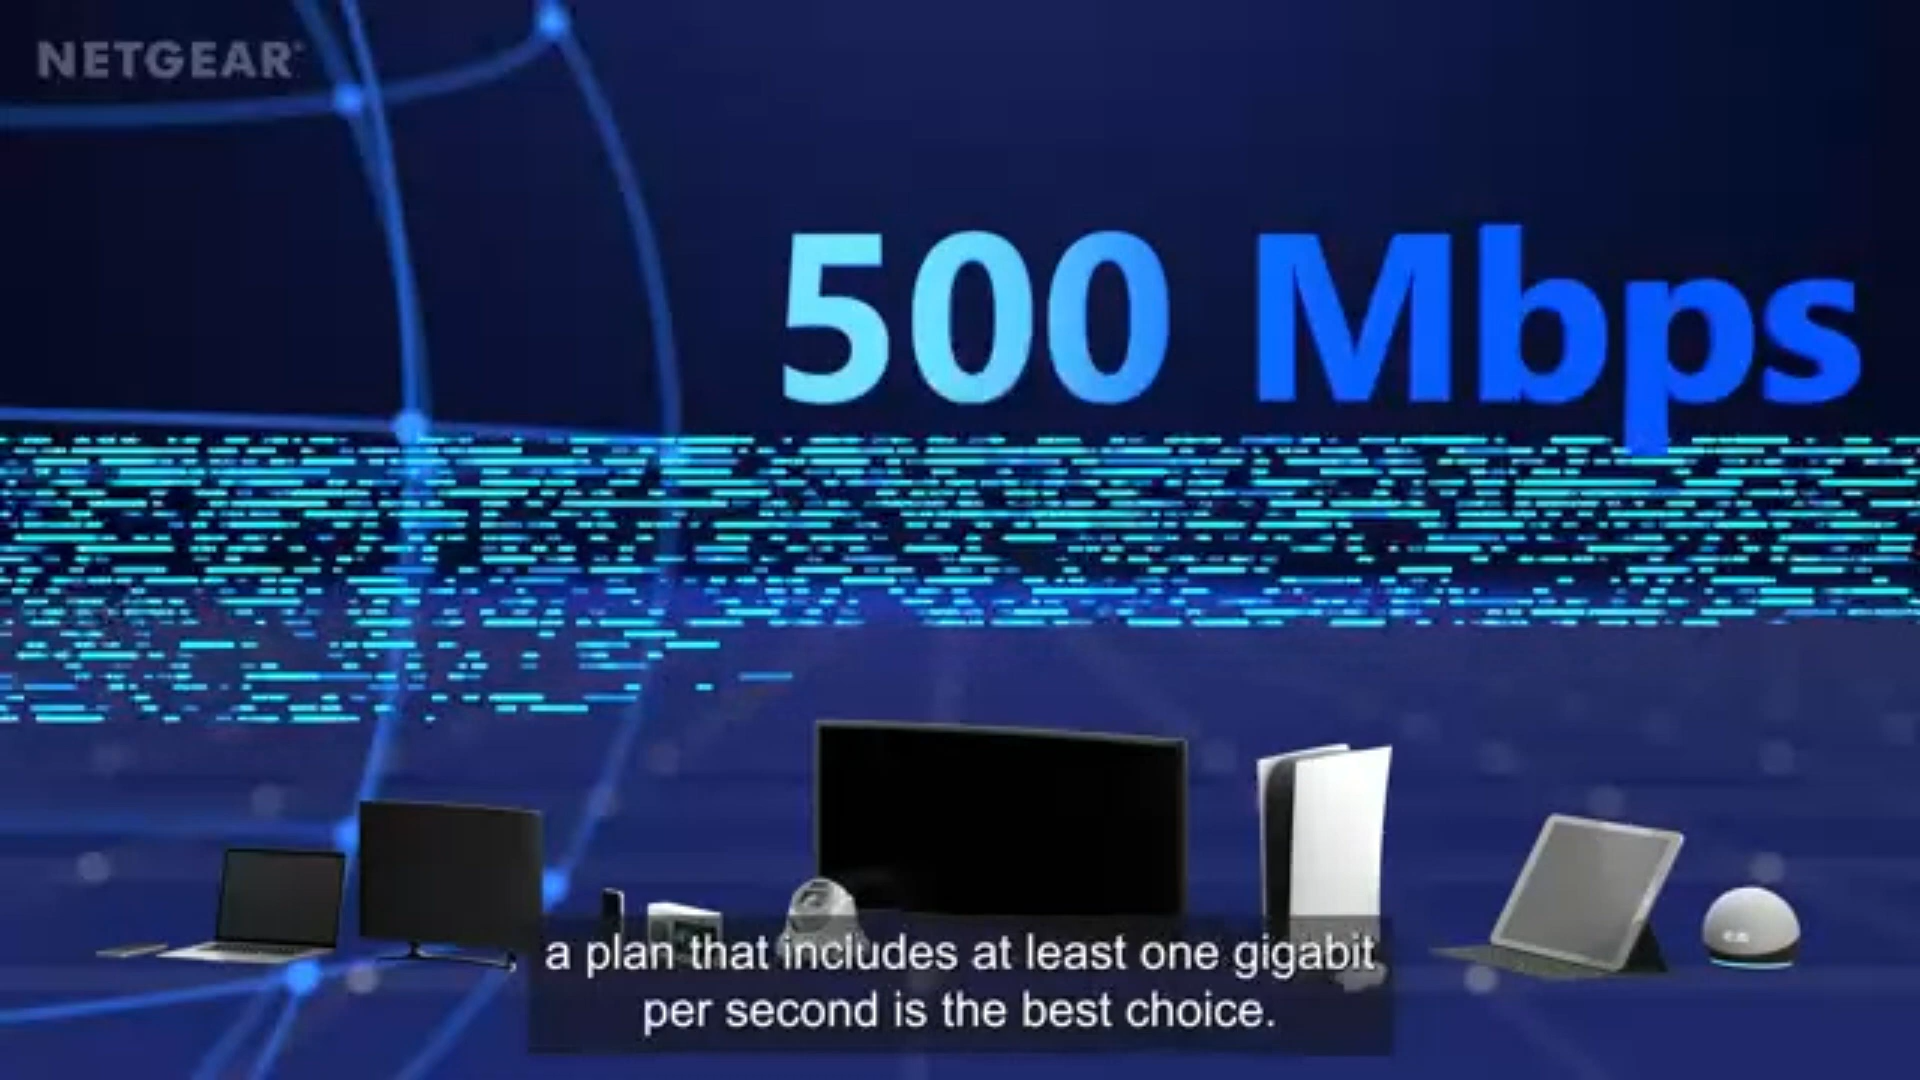 NETGEAR
500 Mbps
a plan that includes at least one gigabit
per second is the best choice.